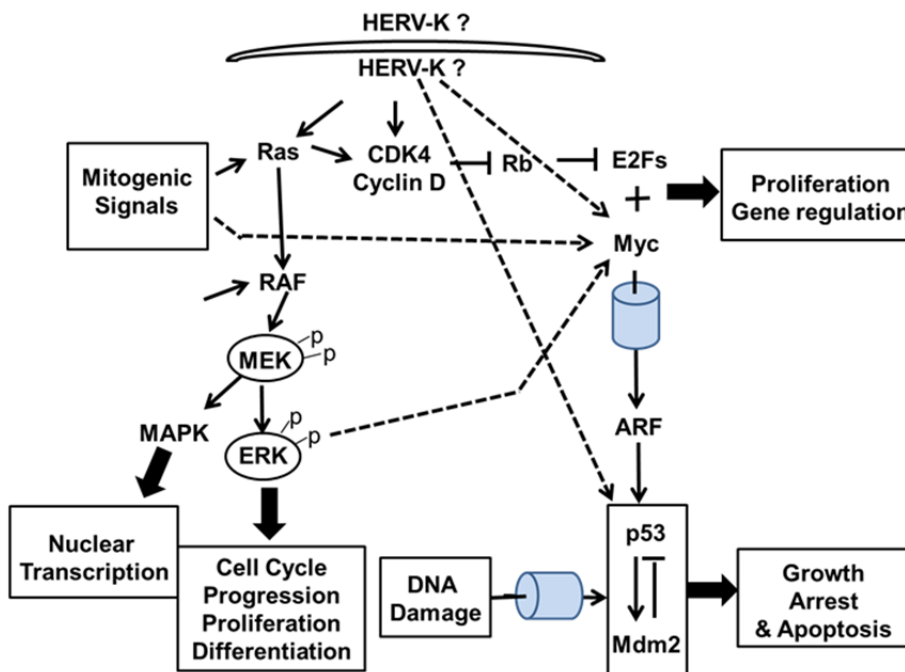 HERV-K ?
HERV-K ?
Mitogenic
Signals
Ras
CDK4
Cyclin D
Rb
E2Fs
+
Myc
Proliferation
Gene regulation
RAF
MEK
p
p
MAPK
ERK
p
p
ARF
Nuclear
Transcription
Cell Cycle
Progression
Proliferation
Differentiation
DNA
Damage
p53
Mdm2
Growth
Arrest
& Apoptosis